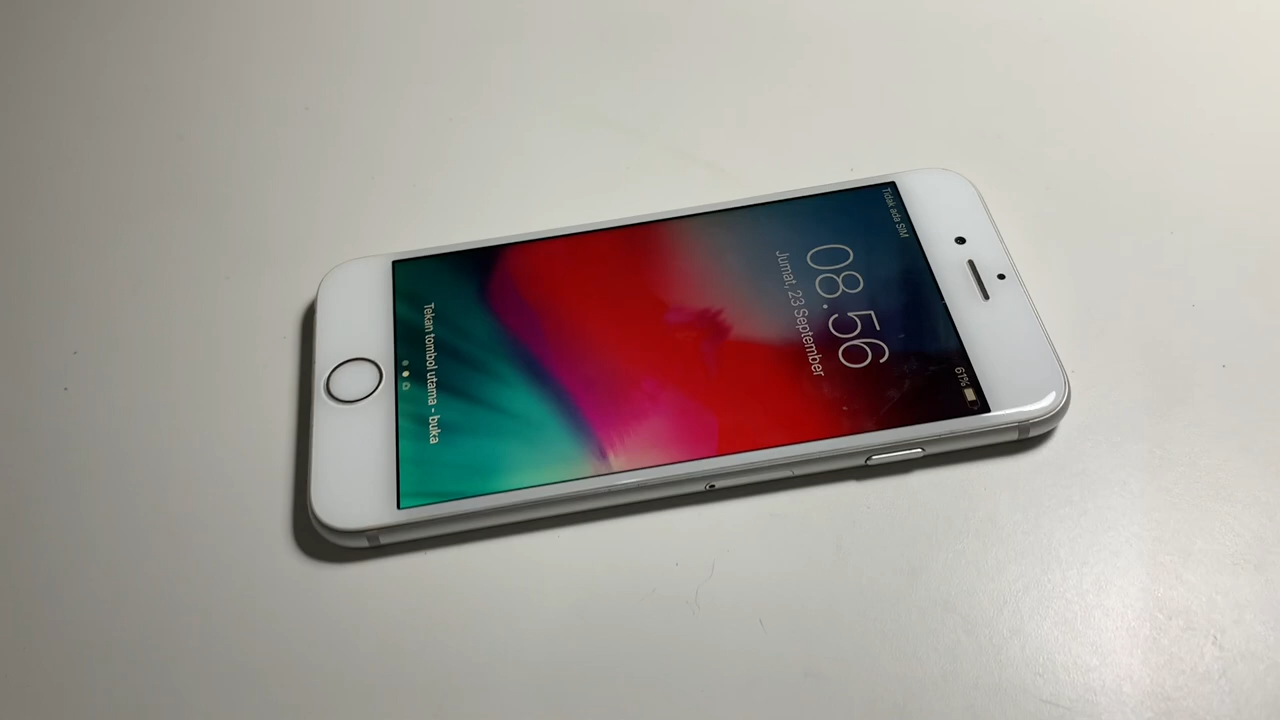 Tidak ada SIM
61%
08.56
Jumat, 23 September
Tekan tombol utama - buka